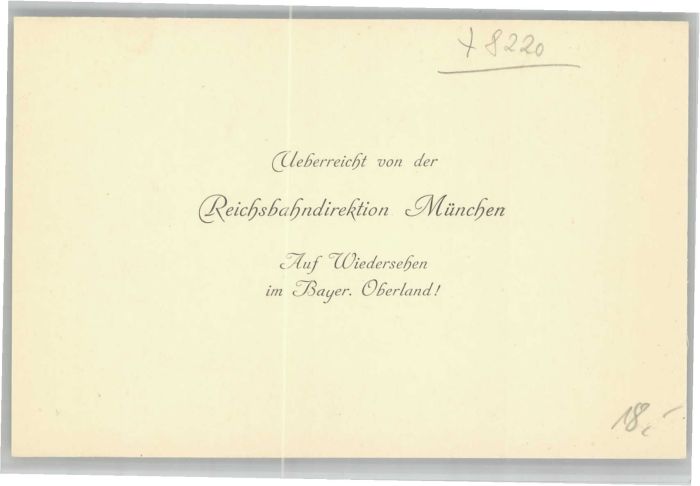 + 8220
Ueberreicht von der
Reichsbahndirektion München
Auf Wiedersehen
im Bayer. Oberland!
18,-